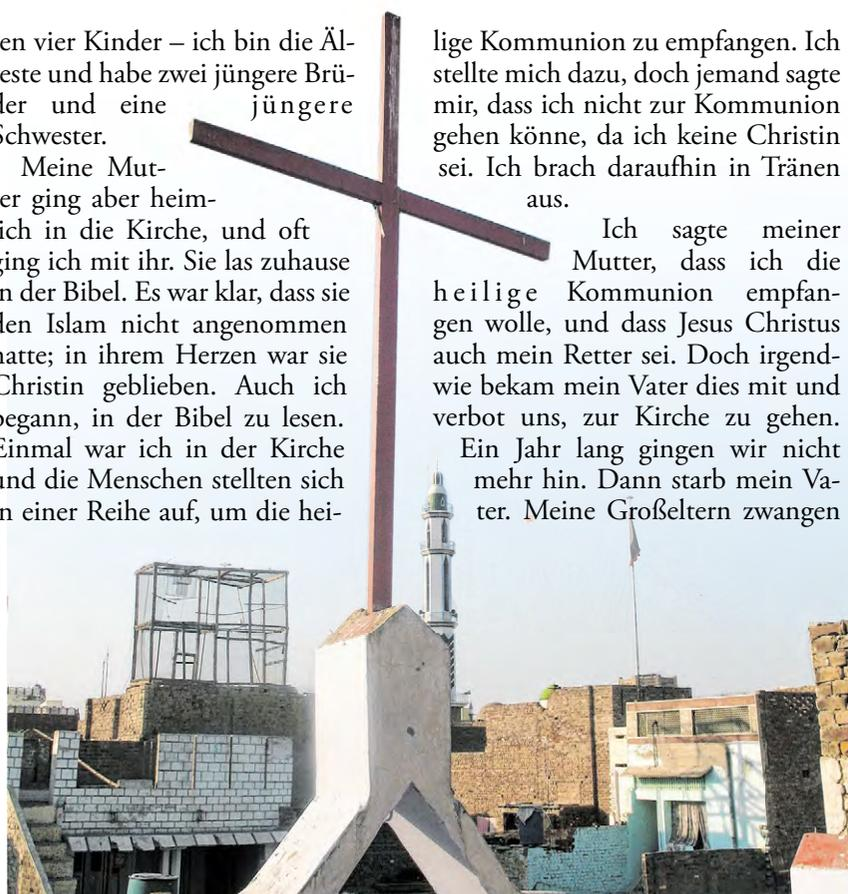 en vier Kinder – ich bin die Äl-
este und habe zwei jüngere Brü-
der und eine jüngere
Schwester.
Meine Mut-
er ging aber heim-
ich in die Kirche, und oft
ging ich mit ihr. Sie las zuhause
n der Bibel. Es war klar, dass sie
den Islam nicht angenommen
hatte; in ihrem Herzen war sie
Christin geblieben. Auch ich
begann, in der Bibel zu lesen.
Einmal war ich in der Kirche
und die Menschen stellten sich
n einer Reihe auf, um die hei-
lige Kommunion zu empfangen. Ich
stellte mich dazu, doch jemand sagte
mir, dass ich nicht zur Kommunion
gehen könne, da ich keine Christin
sei. Ich brach daraufhin in Tränen
aus.
Ich sagte meiner
Mutter, dass ich die
heilige Kommunion empfan-
gen wolle, und dass Jesus Christus
auch mein Retter sei. Doch irgend-
wie bekam mein Vater dies mit und
verbot uns, zur Kirche zu gehen.
Ein Jahr lang gingen wir nicht
mehr hin. Dann starb mein Va-
ter. Meine Großeltern zwangen